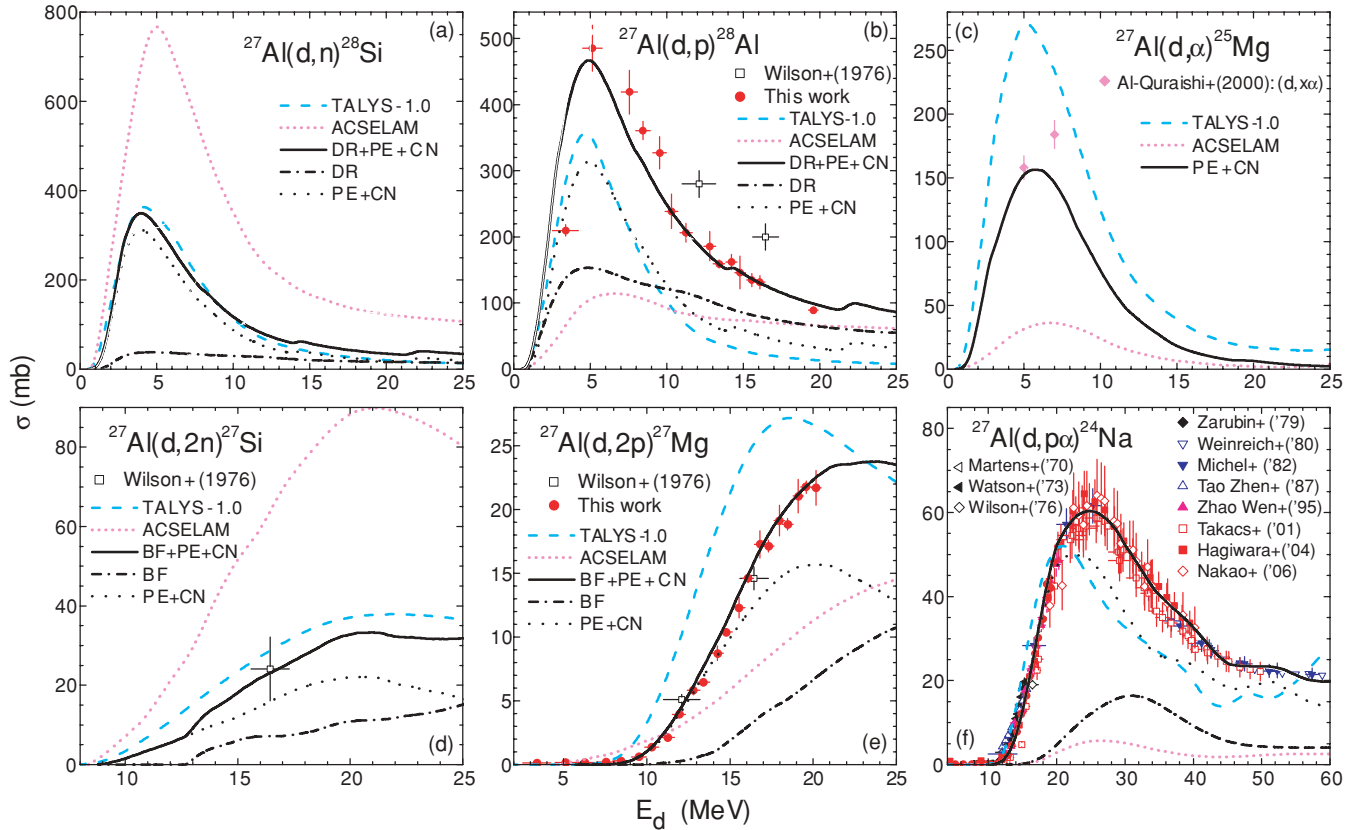 σ (mb)
800
600
400
200
0
0 5 10 15 20 25
(a)
²⁷Al(d,n)²⁸Si
TALYS-1.0
ACSELAM
DR+PE+CN
DR
PE+CN
500
400
300
200
100
0
0 5 10 15 20 25
(b)
²⁷Al(d,p)²⁸Al
Wilson+(1976)
This work
TALYS-1.0
ACSELAM
DR+PE+CN
DR
PE+CN
250
200
150
100
50
0
0 5 10 15 20 25
(c)
²⁷Al(d,α)²⁵Mg
Al-Quraishi+(2000): (d,xα)
TALYS-1.0
ACSELAM
PE+CN
80
60
40
20
0
10 15 20 25
(d)
²⁷Al(d,2n)²⁷Si
Wilson+(1976)
TALYS-1.0
ACSELAM
BF+PE+CN
BF
PE+CN
25
20
15
10
5
0
5 10 15 20 25
(e)
²⁷Al(d,2p)²⁷Mg
Wilson+(1976)
This work
TALYS-1.0
ACSELAM
BF+PE+CN
BF
PE+CN
80
60
40
20
0
10 20 30 40 50 60
(f)
²⁷Al(d,pα)²⁴Na
Martens+('70)
Watson+('73)
Wilson+('76)
Zarubin+ ('79)
Weinreich+('80)
Michel+ ('82)
Tao Zhen+ ('87)
Zhao Wen+('95)
Takacs+ ('01)
Hagiwara+('04)
Nakao+ ('06)
E_d (MeV)